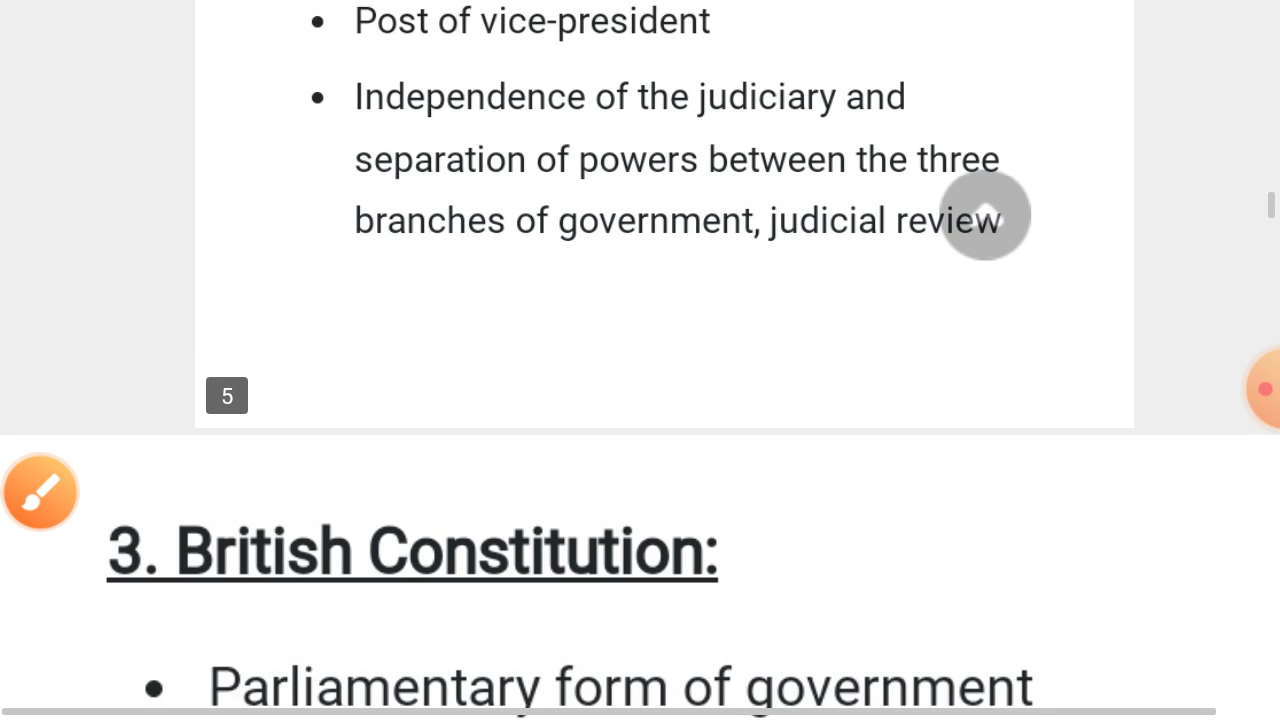 • Post of vice-president
• Independence of the judiciary and
separation of powers between the three
branches of government, judicial review
5
3. British Constitution:
• Parliamentary form of government